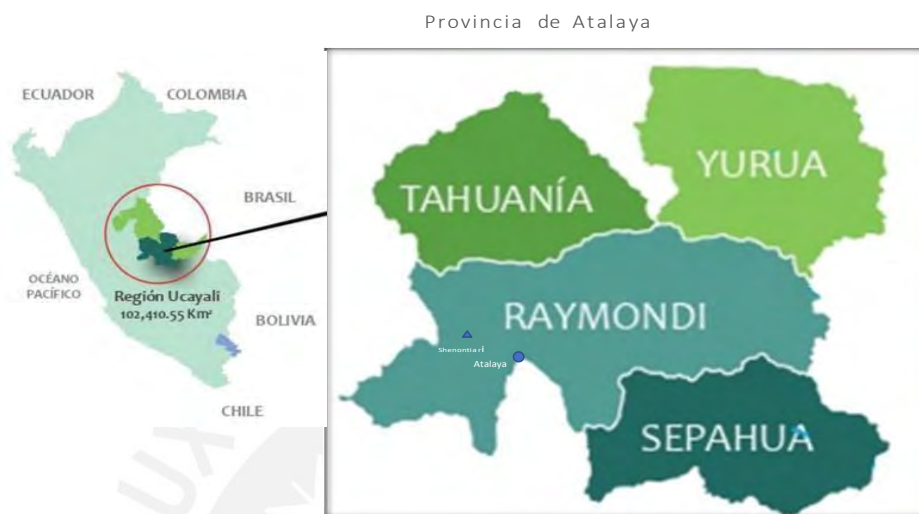 Provincia de Atalaya
ECUADOR
COLOMBIA
BRASIL
OCÉANO
PACÍFICO
Región Ucayali
102,410.55 Km²
BOLIVIA
CHILE
TAHUANÍA
YURUA
RAYMONDI
Shenontiarí
Atalaya
SEPAHUA